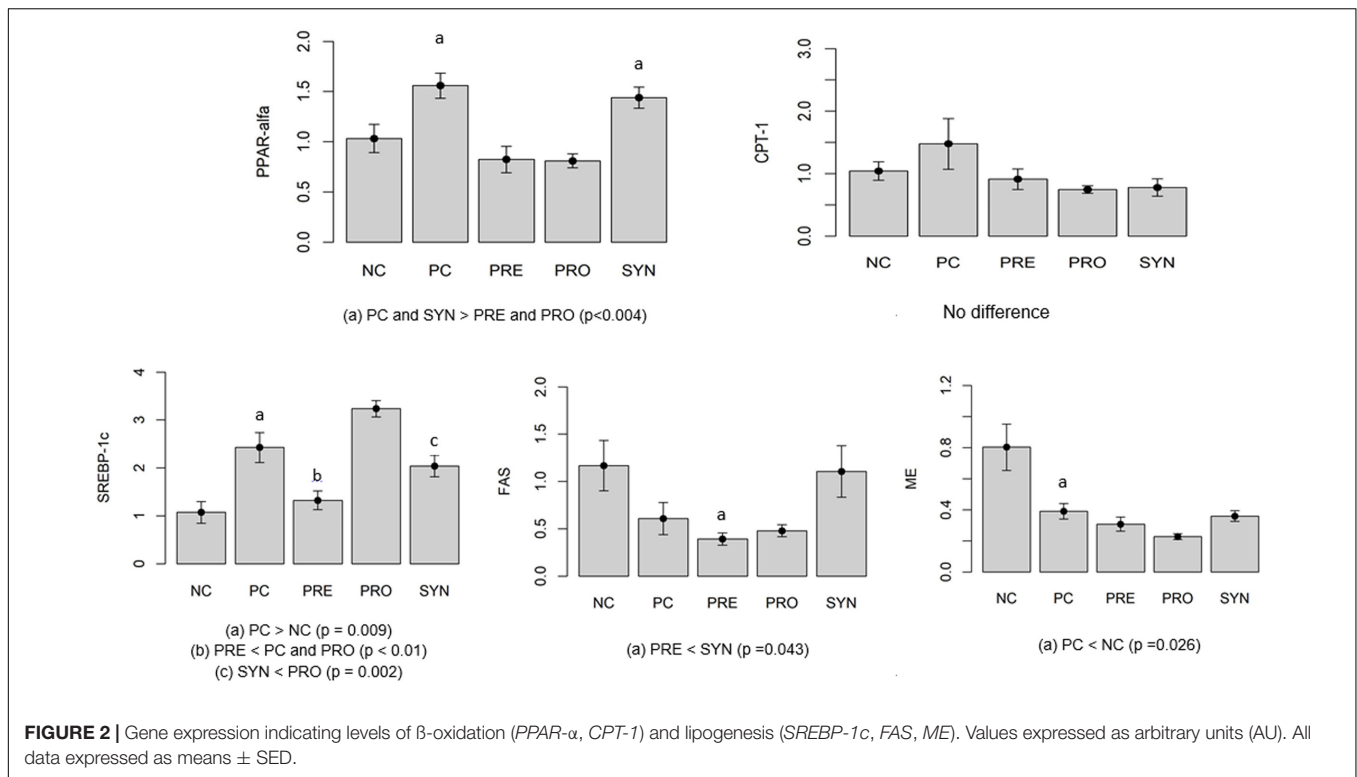 PPAR-alfa
2.0
1.5
1.0
0.5
0.0
a
a
NC PC PRE PRO SYN
(a) PC and SYN > PRE and PRO (p<0.004)
CPT-1
3.0
2.0
1.0
0.0
NC PC PRE PRO SYN
No difference
SREBP-1c
4
3
2
1
0
a
b
c
NC PC PRE PRO SYN
(a) PC > NC (p = 0.009)
(b) PRE < PC and PRO (p < 0.01)
(c) SYN < PRO (p = 0.002)
FAS
2.0
1.5
1.0
0.5
0.0
a
NC PC PRE PRO SYN
(a) PRE < SYN (p =0.043)
ME
1.2
0.8
0.4
0.0
a
NC PC PRE PRO SYN
(a) PC < NC (p =0.026)
FIGURE 2 | Gene expression indicating levels of ß-oxidation (PPAR-α, CPT-1) and lipogenesis (SREBP-1c, FAS, ME). Values expressed as arbitrary units (AU). All
data expressed as means ± SED.